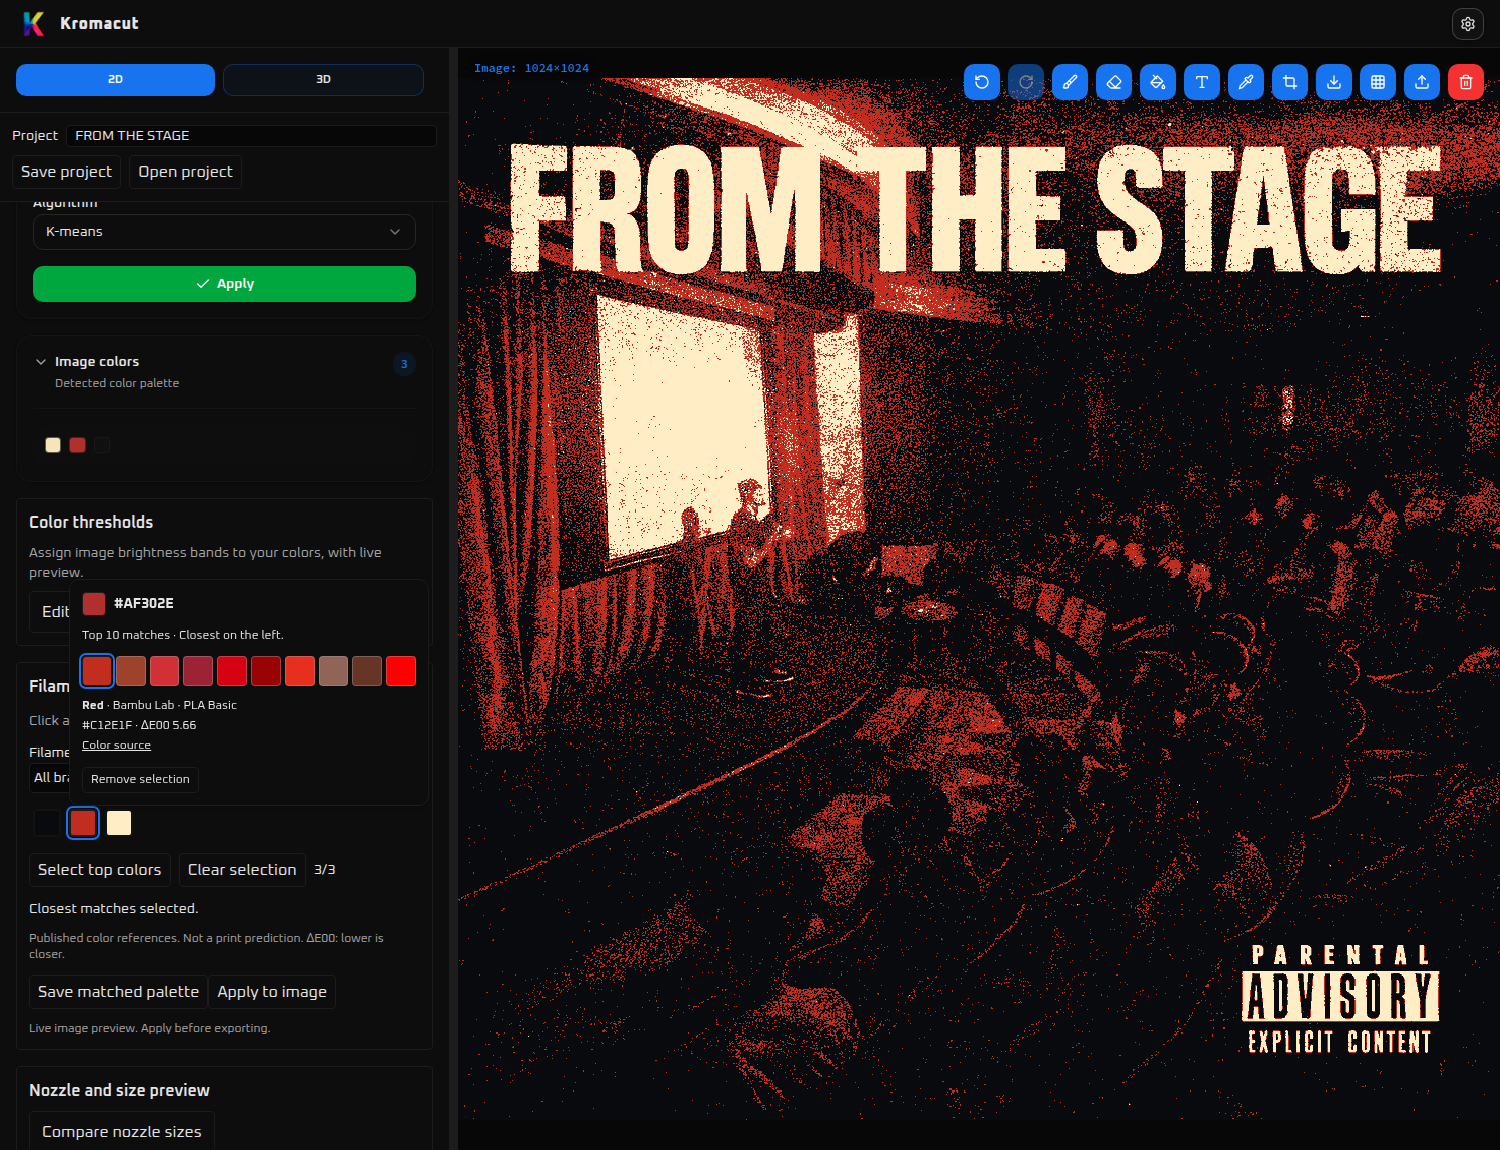 Kromacut
2D
3D
Project
FROM THE STAGE
Save project
Open project
Algorithm
K-means
Apply
Image colors
3
Detected color palette
Color thresholds
Assign image brightness bands to your colors, with live
preview.
Edit
#AF302E
Top 10 matches · Closest on the left.
Red · Bambu Lab · PLA Basic
#C12E1F · ΔE00 5.66
Color source
Remove selection
Click a
All bra
Select top colors
Clear selection
3/3
Closest matches selected.
Published color references. Not a print prediction. ΔE00: lower is
closer.
Save matched palette
Apply to image
Live image preview. Apply before exporting.
Nozzle and size preview
Compare nozzle sizes
Image: 1024×1024
FROM THE STAGE
PARENTAL
ADVISORY
EXPLICIT CONTENT